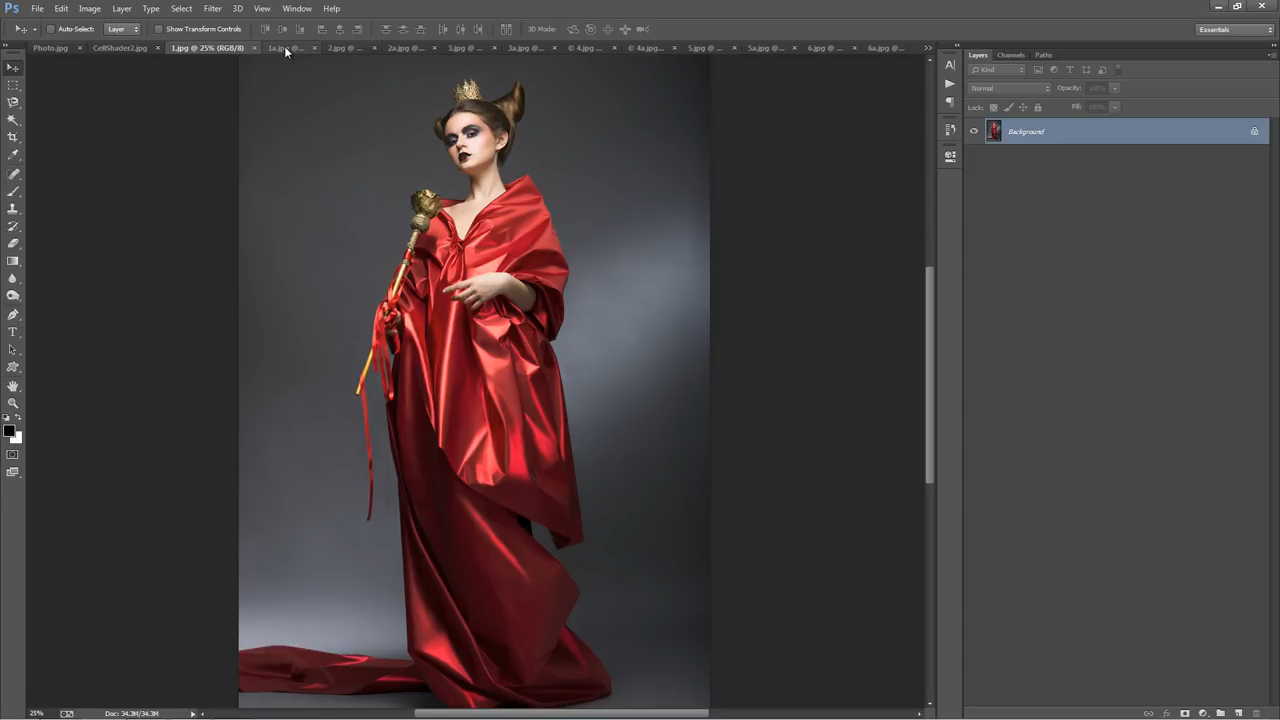 Ps File Edit Image Layer Type Select Filter 3D View Window Help
Auto-Select: Layer Show Transform Controls 3D Mode: Essentials
Photo.jpg × CellShader2.jpg × 1.jpg @ 25% (RGB/8) × 1a.jpg @... × 2.jpg @ ... × 2a.jpg @ ... × 3.jpg @ ... × 3a.jpg @ ... × © 4.jpg... × © 4a.jpg... × 5.jpg @ ... × 5a.jpg @ ... × 6.jpg @ ... × 6a.jpg @...
Layers Channels Paths
Kind
Normal Opacity: 100%
Lock: Fill: 100%
Background
25% Doc: 34.3M/34.3M